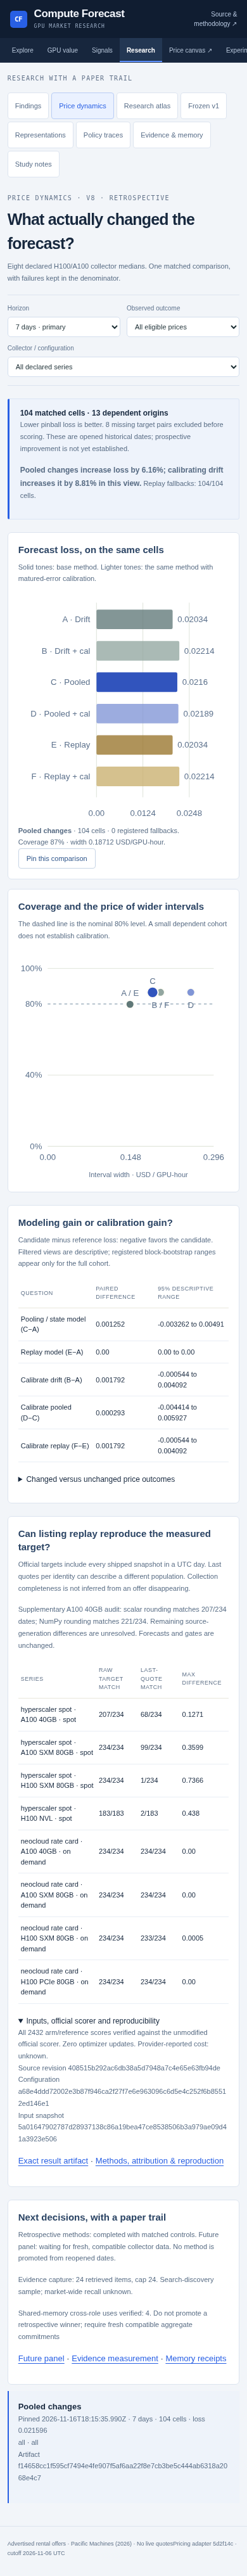 CF
Compute Forecast
GPU MARKET RESEARCH
Source &
methodology ↗
Explore GPU value Signals Research Price canvas ↗ Experim
RESEARCH WITH A PAPER TRAIL
Findings Price dynamics Research atlas Frozen v1
Representations Policy traces Evidence & memory
Study notes
PRICE DYNAMICS · V8 · RETROSPECTIVE
What actually changed the
forecast?
Eight declared H100/A100 collector medians. One matched comparison,
with failures kept in the denominator.
Horizon
7 days · primary
Observed outcome
All eligible prices
Collector / configuration
All declared series
104 matched cells · 13 dependent origins
Lower pinball loss is better. 8 missing target pairs excluded before
scoring. These are opened historical dates; prospective
improvement is not yet established.
Pooled changes increase loss by 6.16%; calibrating drift
increases it by 8.81% in this view. Replay fallbacks: 104/104
cells.
Forecast loss, on the same cells
Solid tones: base method. Lighter tones: the same method with
matured-error calibration.
A · Drift 0.02034
B · Drift + cal 0.02214
C · Pooled 0.0216
D · Pooled + cal 0.02189
E · Replay 0.02034
F · Replay + cal 0.02214
0.00 0.0124 0.0248
Pooled changes · 104 cells · 0 registered fallbacks.
Coverage 87% · width 0.18712 USD/GPU-hour.
Pin this comparison
Coverage and the price of wider intervals
The dashed line is the nominal 80% level. A small dependent cohort
does not establish calibration.
100%
C
A / E
80%
B / F D
40%
0%
0.00 0.148 0.296
Interval width · USD / GPU-hour
Modeling gain or calibration gain?
Candidate minus reference loss: negative favors the candidate.
Filtered views are descriptive; registered block-bootstrap ranges
appear only for the full cohort.
QUESTION PAIRED DIFFERENCE 95% DESCRIPTIVE RANGE
Pooling / state model (C−A) 0.001252 -0.003262 to 0.00491
Replay model (E−A) 0.00 0.00 to 0.00
Calibrate drift (B−A) 0.001792 -0.000544 to 0.004092
Calibrate pooled (D−C) 0.000293 -0.004414 to 0.005927
Calibrate replay (F−E) 0.001792 -0.000544 to 0.004092
▶ Changed versus unchanged price outcomes
Can listing replay reproduce the measured
target?
Official targets include every shipped snapshot in a UTC day. Last
quotes per identity can describe a different population. Collection
completeness is not inferred from an offer disappearing.
Supplementary A100 40GB audit: scalar rounding matches 207/234
dates; NumPy rounding matches 221/234. Remaining source-
generation differences are unresolved. Forecasts and gates are
unchanged.
SERIES RAW TARGET MATCH LAST-QUOTE MATCH MAX DIFFERENCE
hyperscaler spot · A100 40GB · spot 207/234 68/234 0.1271
hyperscaler spot · A100 SXM 80GB · spot 234/234 99/234 0.3599
hyperscaler spot · H100 SXM 80GB · spot 234/234 1/234 0.7366
hyperscaler spot · H100 NVL · spot 183/183 2/183 0.438
neocloud rate card · A100 40GB · on demand 234/234 234/234 0.00
neocloud rate card · A100 SXM 80GB · on demand 234/234 234/234 0.00
neocloud rate card · H100 SXM 80GB · on demand 234/234 233/234 0.0005
neocloud rate card · H100 PCIe 80GB · on demand 234/234 234/234 0.00
▼ Inputs, official scorer and reproducibility
All 2432 arm/reference scores verified against the unmodified
official scorer. Zero optimizer updates. Provider-reported cost:
unknown.
Source revision 408515b292ac6db38a5d7948a7c4e65e63fb94de
Configuration
a68e4ddd72002e3b87f946ca2f27f7e6e963096c6d5e4c252f6b8551
2ed146e1
Input snapshot
5a01647902787d28937138c86a19bea47ce8538506b3a979ae09d4
1a3923e506
Exact result artifact · Methods, attribution & reproduction
Next decisions, with a paper trail
Retrospective methods: completed with matched controls. Future
panel: waiting for fresh, compatible collector data. No method is
promoted from reopened dates.
Evidence capture: 24 retrieved items, cap 24. Search-discovery
sample; market-wide recall unknown.
Shared-memory cross-role uses verified: 4. Do not promote a
retrospective winner; require fresh compatible aggregate
commitments
Future panel · Evidence measurement · Memory receipts
Pooled changes
Pinned 2026-11-16T18:15:35.990Z · 7 days · 104 cells · loss
0.021596
all · all
Artifact
f14658cc1f595cf7494e4fe907f5af6aa22f8e7cb3be5c444ab6318a20
68e4c7
Advertised rental offers · Pacific Machines (2026) · No live quotesPricing adapter 5d2f14c ·
cutoff 2026-11-06 UTC